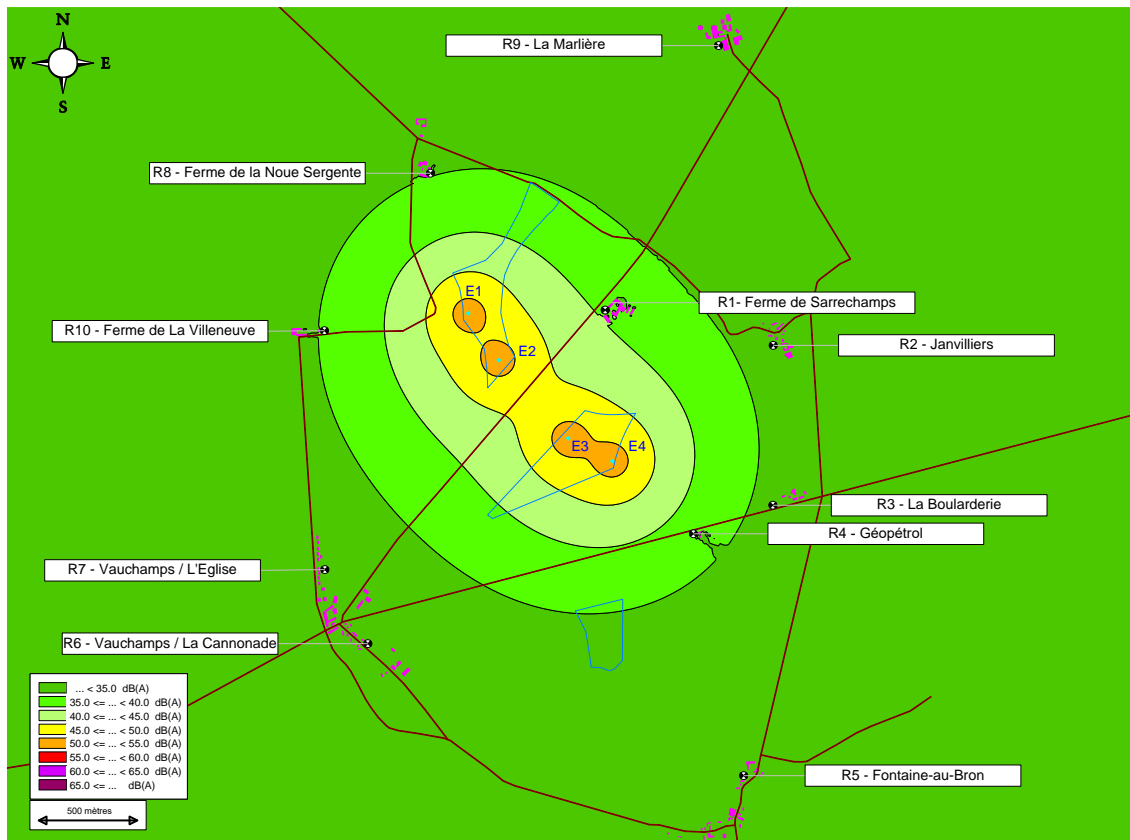 N
W E
S
R9 - La Marlière
R8 - Ferme de la Noue Sergente
E1
R1- Ferme de Sarrechamps
R10 - Ferme de La Villeneuve
R2 - Janvilliers
E2
E3 E4
R3 - La Boularderie
R4 - Géopétrol
R7 - Vauchamps / L'Eglise
R6 - Vauchamps / La Cannonade
... < 35.0 dB(A)
35.0 <= ... < 40.0 dB(A)
40.0 <= ... < 45.0 dB(A)
45.0 <= ... < 50.0 dB(A)
50.0 <= ... < 55.0 dB(A)
55.0 <= ... < 60.0 dB(A)
60.0 <= ... < 65.0 dB(A)
65.0 <= ... dB(A)
R5 - Fontaine-au-Bron
500 mètres